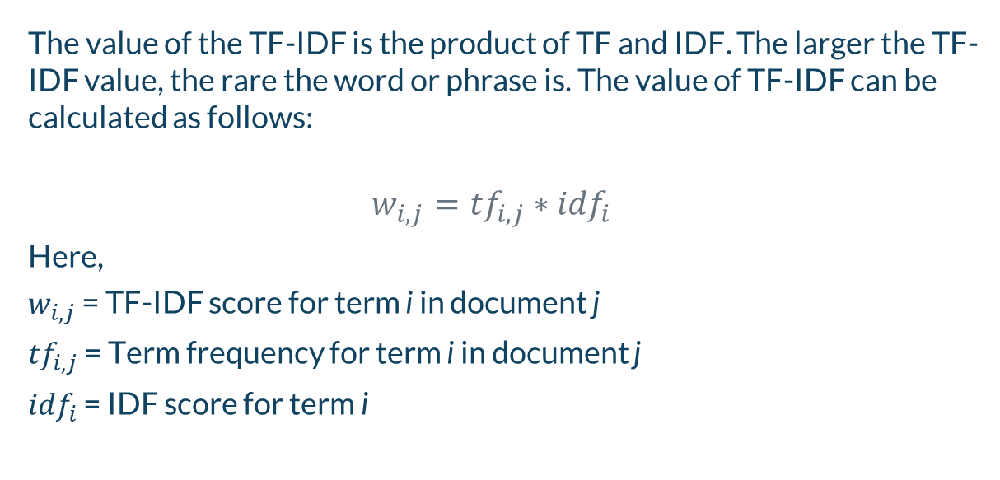 The value of the TF-IDF is the product of TF and IDF. The larger the TF-
IDF value, the rare the word or phrase is. The value of TF-IDF can be
calculated as follows:
w_{i,j} = tf_{i,j} * idf_i
Here,
w_{i,j} = TF-IDF score for term i in document j
tf_{i,j} = Term frequency for term i in document j
idf_i = IDF score for term i